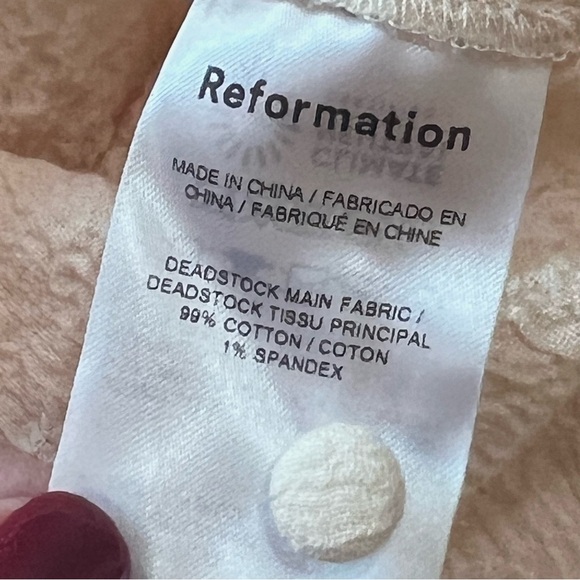 Reformation
MADE IN CHINA / FABRICADO EN
CHINA / FABRIQUÉ EN CHINE
DEADSTOCK MAIN FABRIC /
DEADSTOCK TISSU PRINCIPAL
99% COTTON / COTON
1% SPANDEX